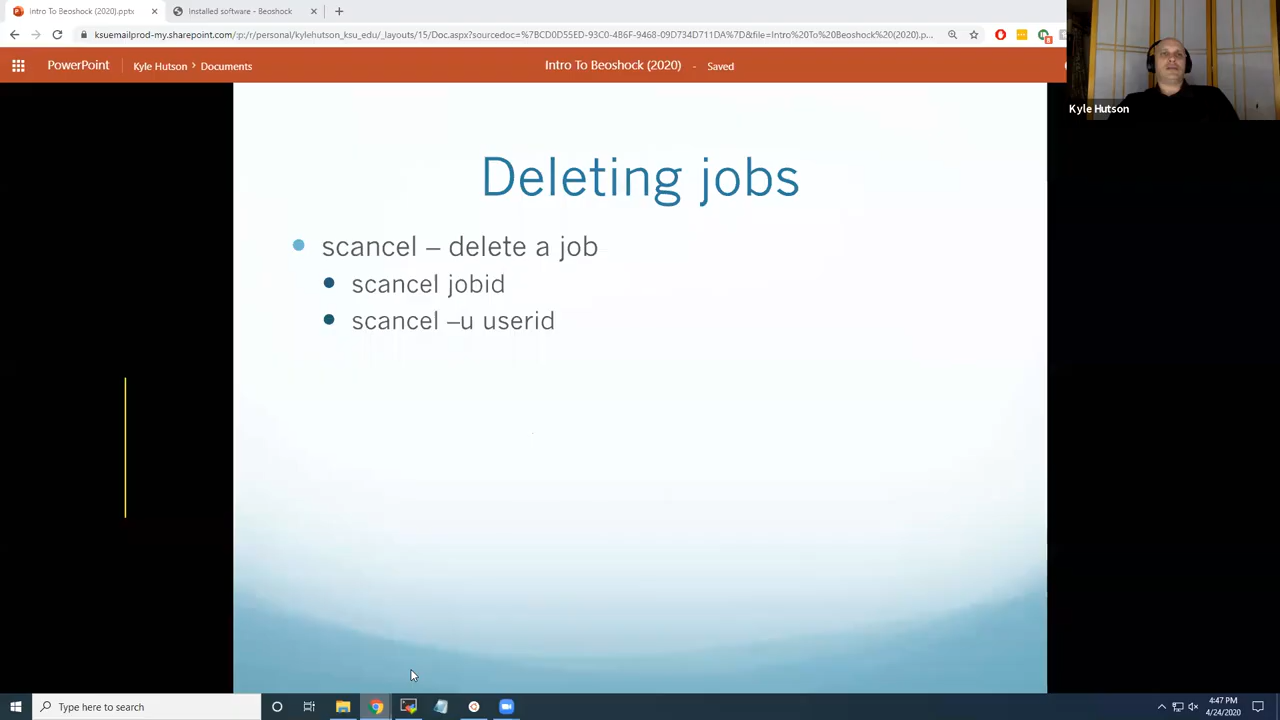 Intro To Beoshock (2020).pptx
Installed software - Beoshock
ksuemailprod-my.sharepoint.com/:p:/r/personal/kylehutson_ksu_edu/_layouts/15/Doc.aspx?sourcedoc=%7BCD0D55ED-93C0-4B6F-9468-09D734D711DA%7D&file=Intro%20To%20Beoshock%20(2020).p...
PowerPoint
Kyle Hutson > Documents
Intro To Beoshock (2020) - Saved
Kyle Hutson
Deleting jobs
scancel – delete a job
scancel jobid
scancel –u userid
Type here to search
4:47 PM
4/24/2020